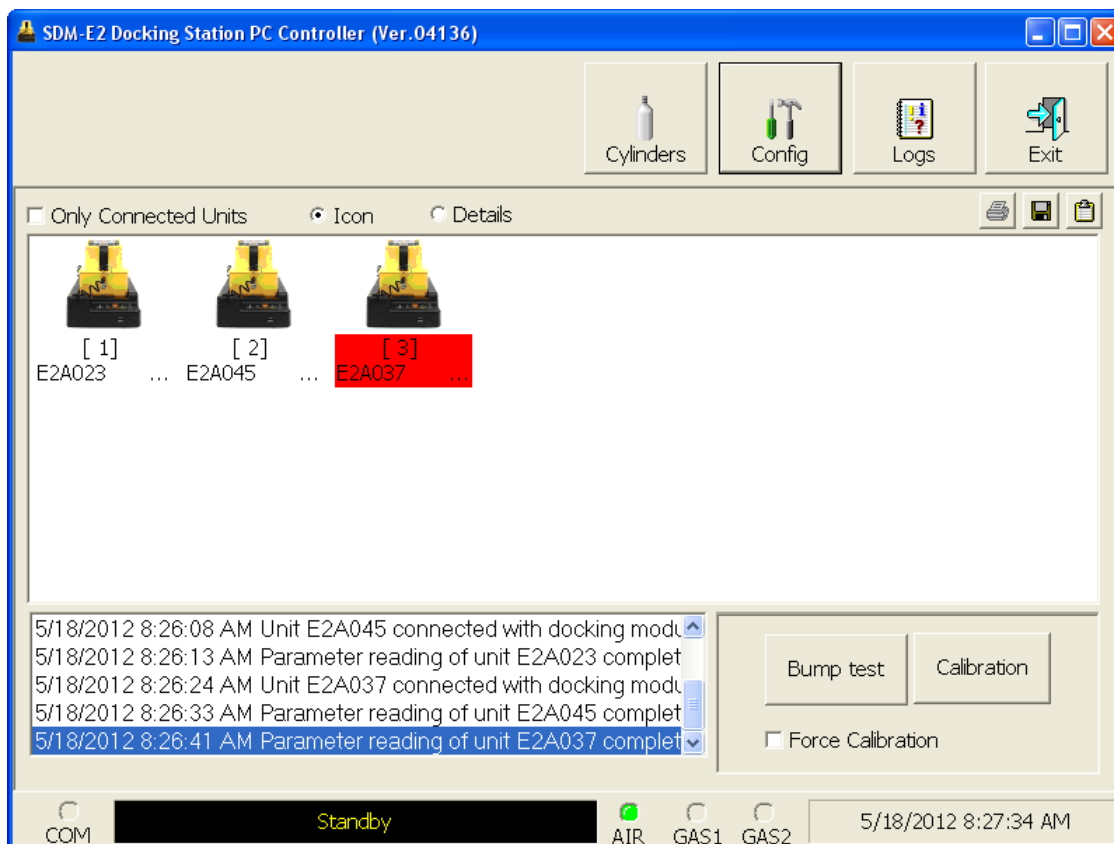 SDM-E2 Docking Station PC Controller (Ver.04136)
Cylinders Config Logs Exit
Only Connected Units Icon Details
[ 1] [ 2] [ 3]
E2A023 ... E2A045 ... E2A037 ...
5/18/2012 8:26:08 AM Unit E2A045 connected with docking modu
5/18/2012 8:26:13 AM Parameter reading of unit E2A023 complet
5/18/2012 8:26:24 AM Unit E2A037 connected with docking modu
5/18/2012 8:26:33 AM Parameter reading of unit E2A045 complet
5/18/2012 8:26:41 AM Parameter reading of unit E2A037 complet
Bump test Calibration
Force Calibration
COM Standby AIR GAS1 GAS2 5/18/2012 8:27:34 AM